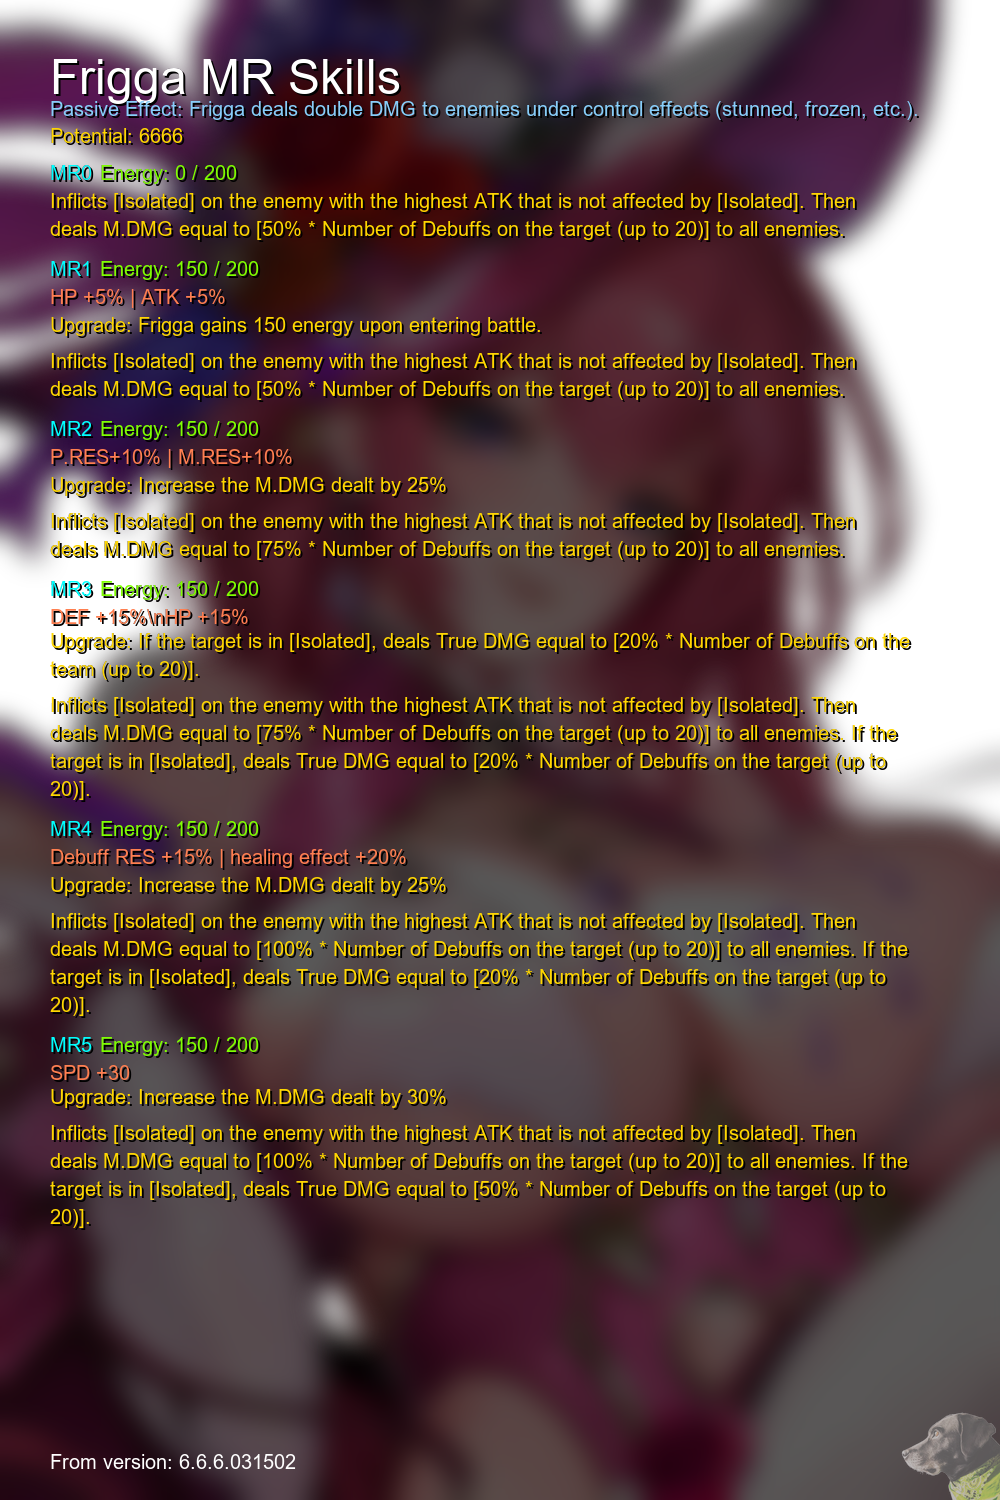 Frigga MR Skills
Passive Effect: Frigga deals double DMG to enemies under control effects (stunned, frozen, etc.).
Potential: 6666
MR0 Energy: 0 / 200
Inflicts [Isolated] on the enemy with the highest ATK that is not affected by [Isolated]. Then
deals M.DMG equal to [50% * Number of Debuffs on the target (up to 20)] to all enemies.
MR1 Energy: 150 / 200
HP +5% | ATK +5%
Upgrade: Frigga gains 150 energy upon entering battle.
Inflicts [Isolated] on the enemy with the highest ATK that is not affected by [Isolated]. Then
deals M.DMG equal to [50% * Number of Debuffs on the target (up to 20)] to all enemies.
MR2 Energy: 150 / 200
P.RES+10% | M.RES+10%
Upgrade: Increase the M.DMG dealt by 25%
Inflicts [Isolated] on the enemy with the highest ATK that is not affected by [Isolated]. Then
deals M.DMG equal to [75% * Number of Debuffs on the target (up to 20)] to all enemies.
MR3 Energy: 150 / 200
DEF +15%\nHP +15%
Upgrade: If the target is in [Isolated], deals True DMG equal to [20% * Number of Debuffs on the
team (up to 20)].
Inflicts [Isolated] on the enemy with the highest ATK that is not affected by [Isolated]. Then
deals M.DMG equal to [75% * Number of Debuffs on the target (up to 20)] to all enemies. If the
target is in [Isolated], deals True DMG equal to [20% * Number of Debuffs on the target (up to
20)].
MR4 Energy: 150 / 200
Debuff RES +15% | healing effect +20%
Upgrade: Increase the M.DMG dealt by 25%
Inflicts [Isolated] on the enemy with the highest ATK that is not affected by [Isolated]. Then
deals M.DMG equal to [100% * Number of Debuffs on the target (up to 20)] to all enemies. If the
target is in [Isolated], deals True DMG equal to [20% * Number of Debuffs on the target (up to
20)].
MR5 Energy: 150 / 200
SPD +30
Upgrade: Increase the M.DMG dealt by 30%
Inflicts [Isolated] on the enemy with the highest ATK that is not affected by [Isolated]. Then
deals M.DMG equal to [100% * Number of Debuffs on the target (up to 20)] to all enemies. If the
target is in [Isolated], deals True DMG equal to [50% * Number of Debuffs on the target (up to
20)].
From version: 6.6.6.031502